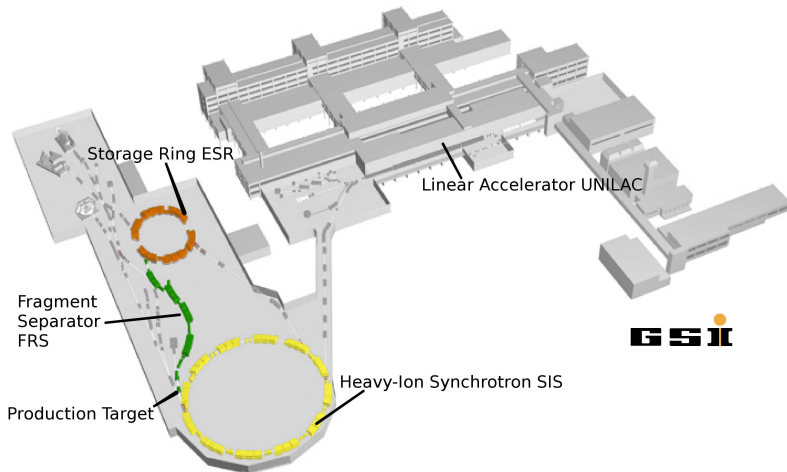 Storage Ring ESR
Linear Accelerator UNILAC
Fragment
Separator
FRS
GSI
Heavy-Ion Synchrotron SIS
Production Target